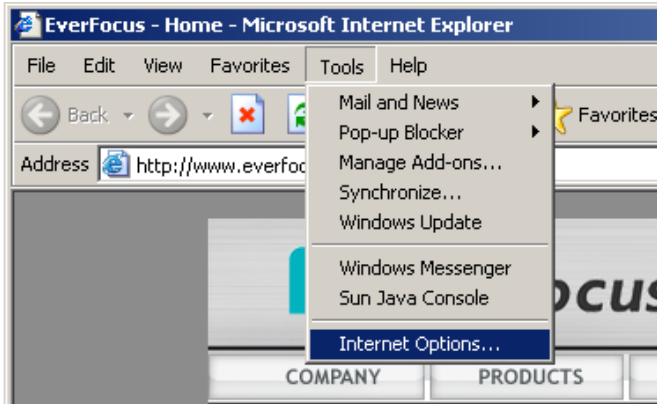 EverFocus - Home - Microsoft Internet Explorer
File Edit View Favorites Tools Help
Back Favorites
Address http://www.everfoc
Mail and News
Pop-up Blocker
Manage Add-ons...
Synchronize...
Windows Update
Windows Messenger
Sun Java Console
Internet Options...
ocus
COMPANY PRODUCTS